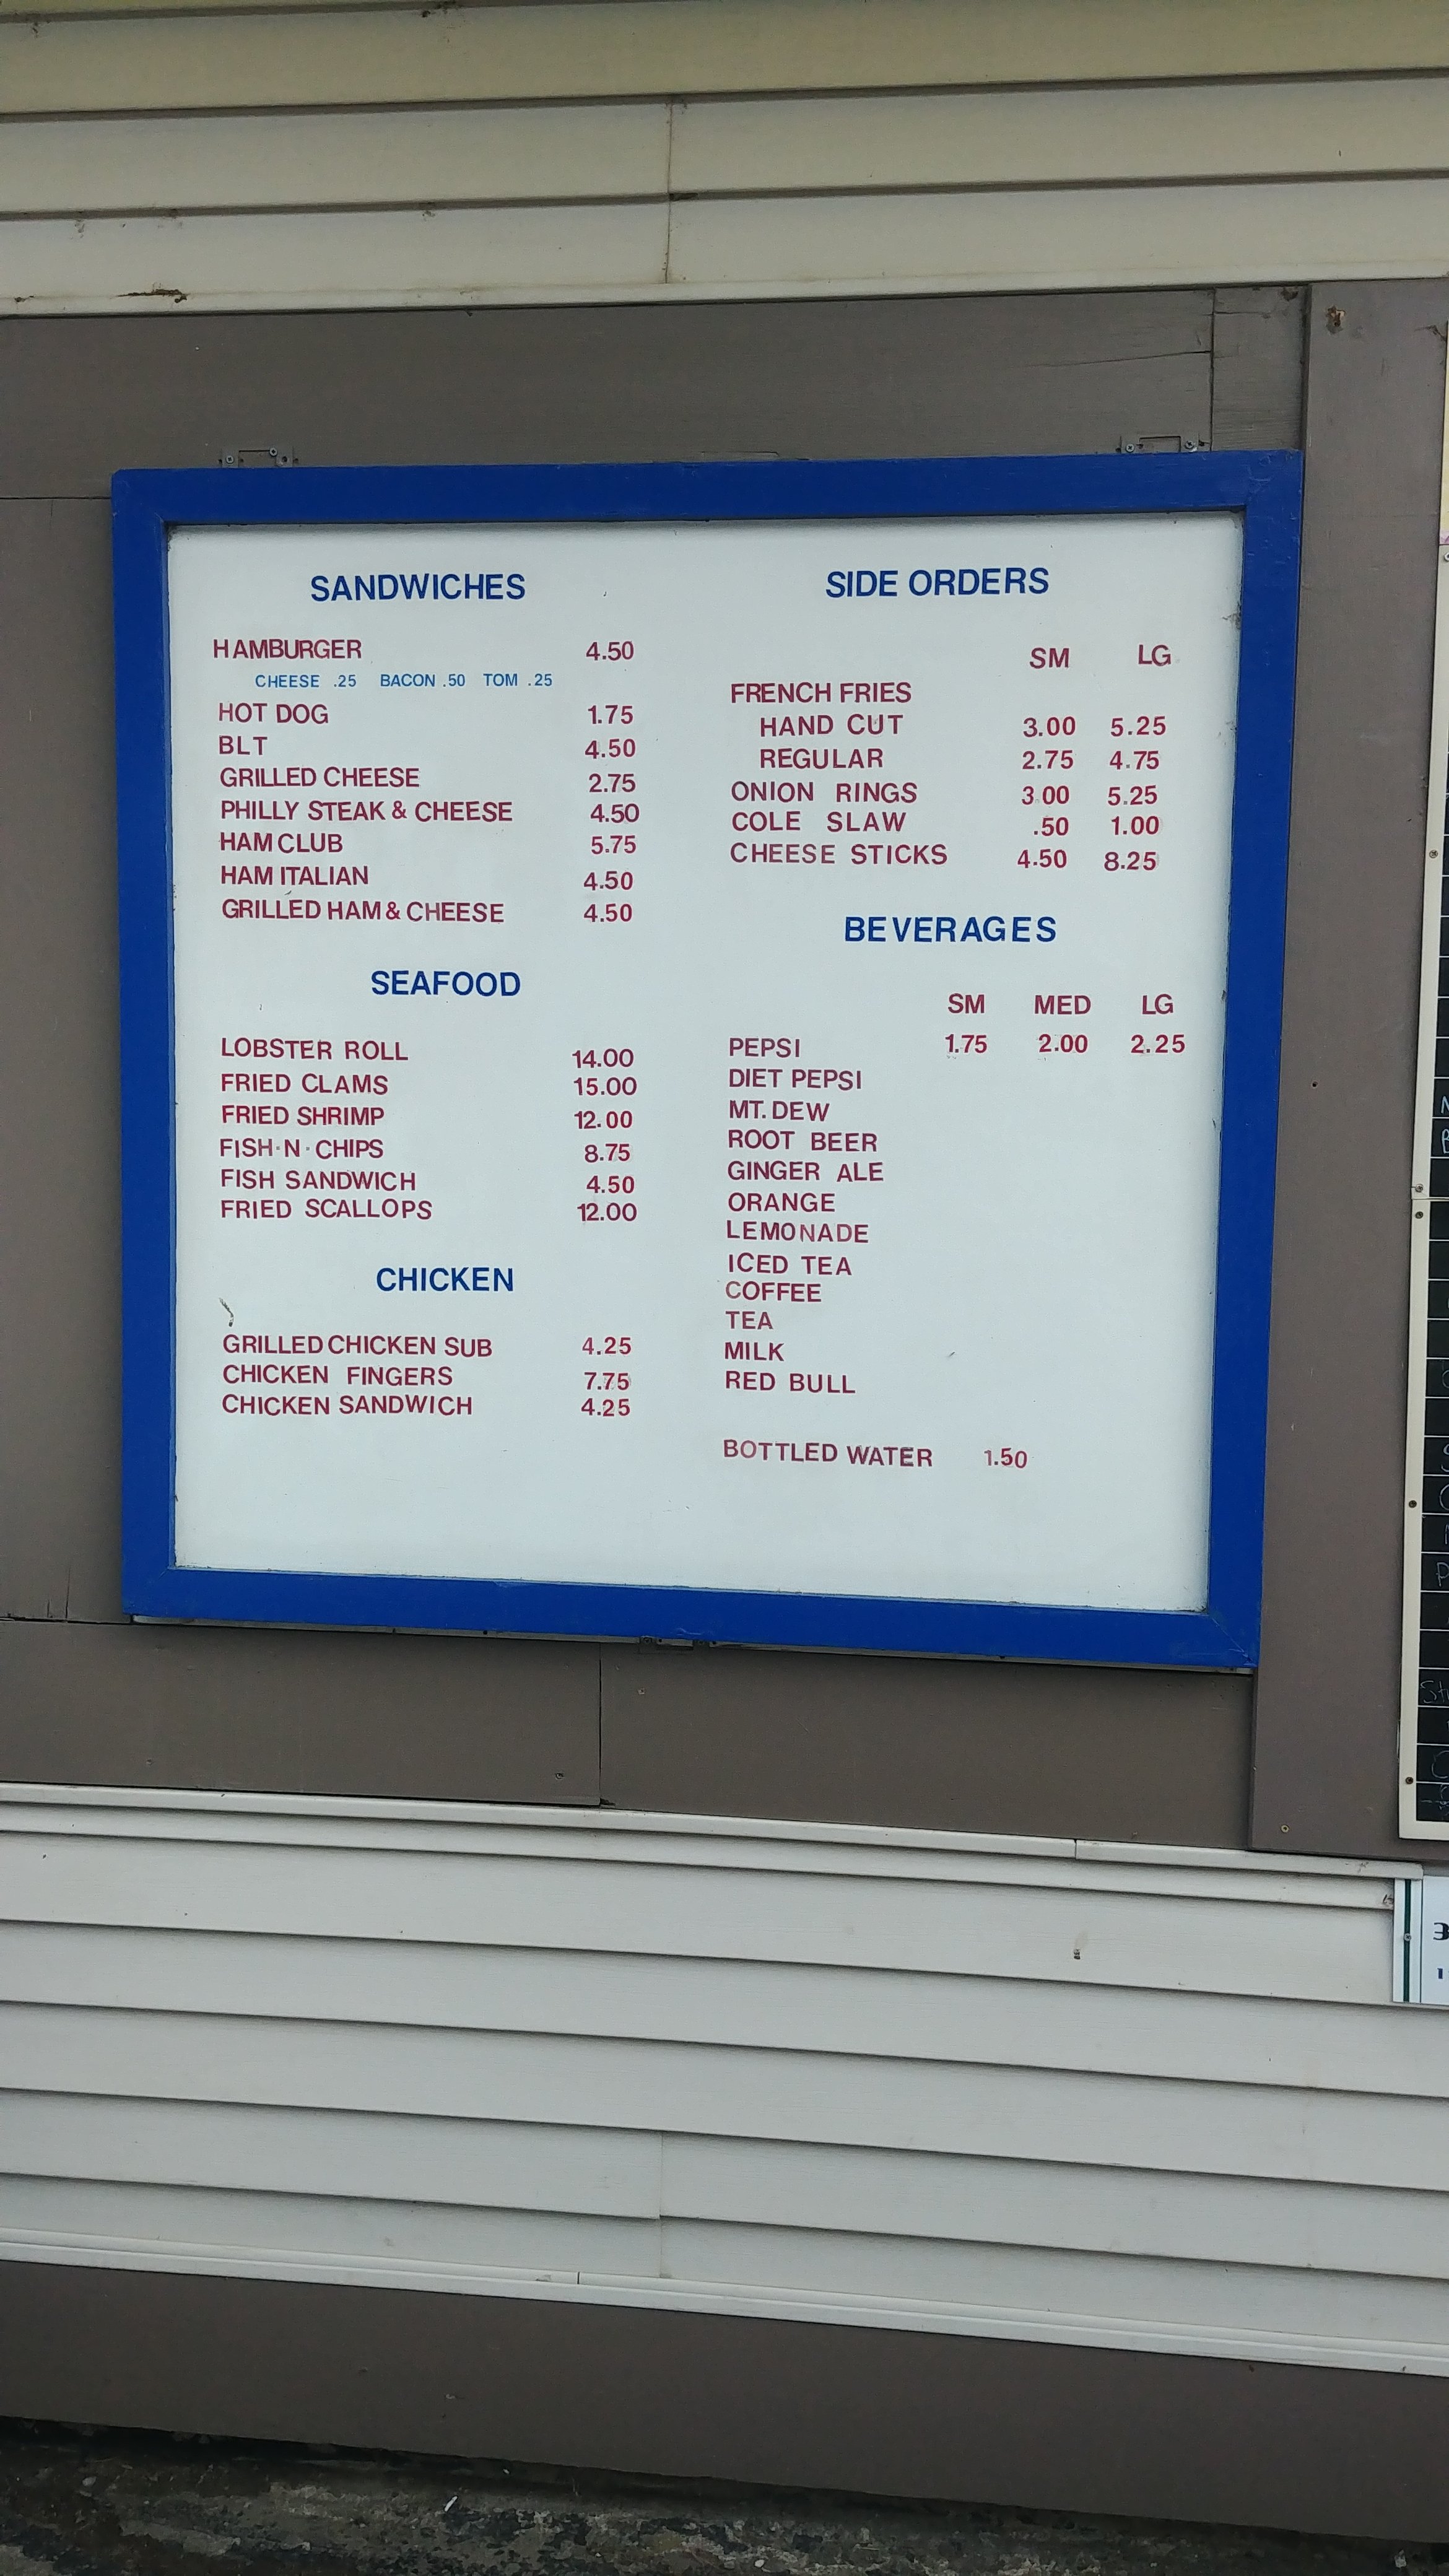 SANDWICHES
HAMBURGER 4.50
CHEESE .25 BACON .50 TOM .25
HOT DOG 1.75
BLT 4.50
GRILLED CHEESE 2.75
PHILLY STEAK & CHEESE 4.50
HAM CLUB 5.75
HAM ITALIAN 4.50
GRILLED HAM & CHEESE 4.50
SEAFOOD
LOBSTER ROLL 14.00
FRIED CLAMS 15.00
FRIED SHRIMP 12.00
FISH·N·CHIPS 8.75
FISH SANDWICH 4.50
FRIED SCALLOPS 12.00
CHICKEN
GRILLED CHICKEN SUB 4.25
CHICKEN FINGERS 7.75
CHICKEN SANDWICH 4.25
SIDE ORDERS
SM LG
FRENCH FRIES
HAND CUT 3.00 5.25
REGULAR 2.75 4.75
ONION RINGS 3.00 5.25
COLE SLAW .50 1.00
CHEESE STICKS 4.50 8.25
BEVERAGES
SM MED LG
PEPSI 1.75 2.00 2.25
DIET PEPSI
MT. DEW
ROOT BEER
GINGER ALE
ORANGE
LEMONADE
ICED TEA
COFFEE
TEA
MILK
RED BULL
BOTTLED WATER 1.50